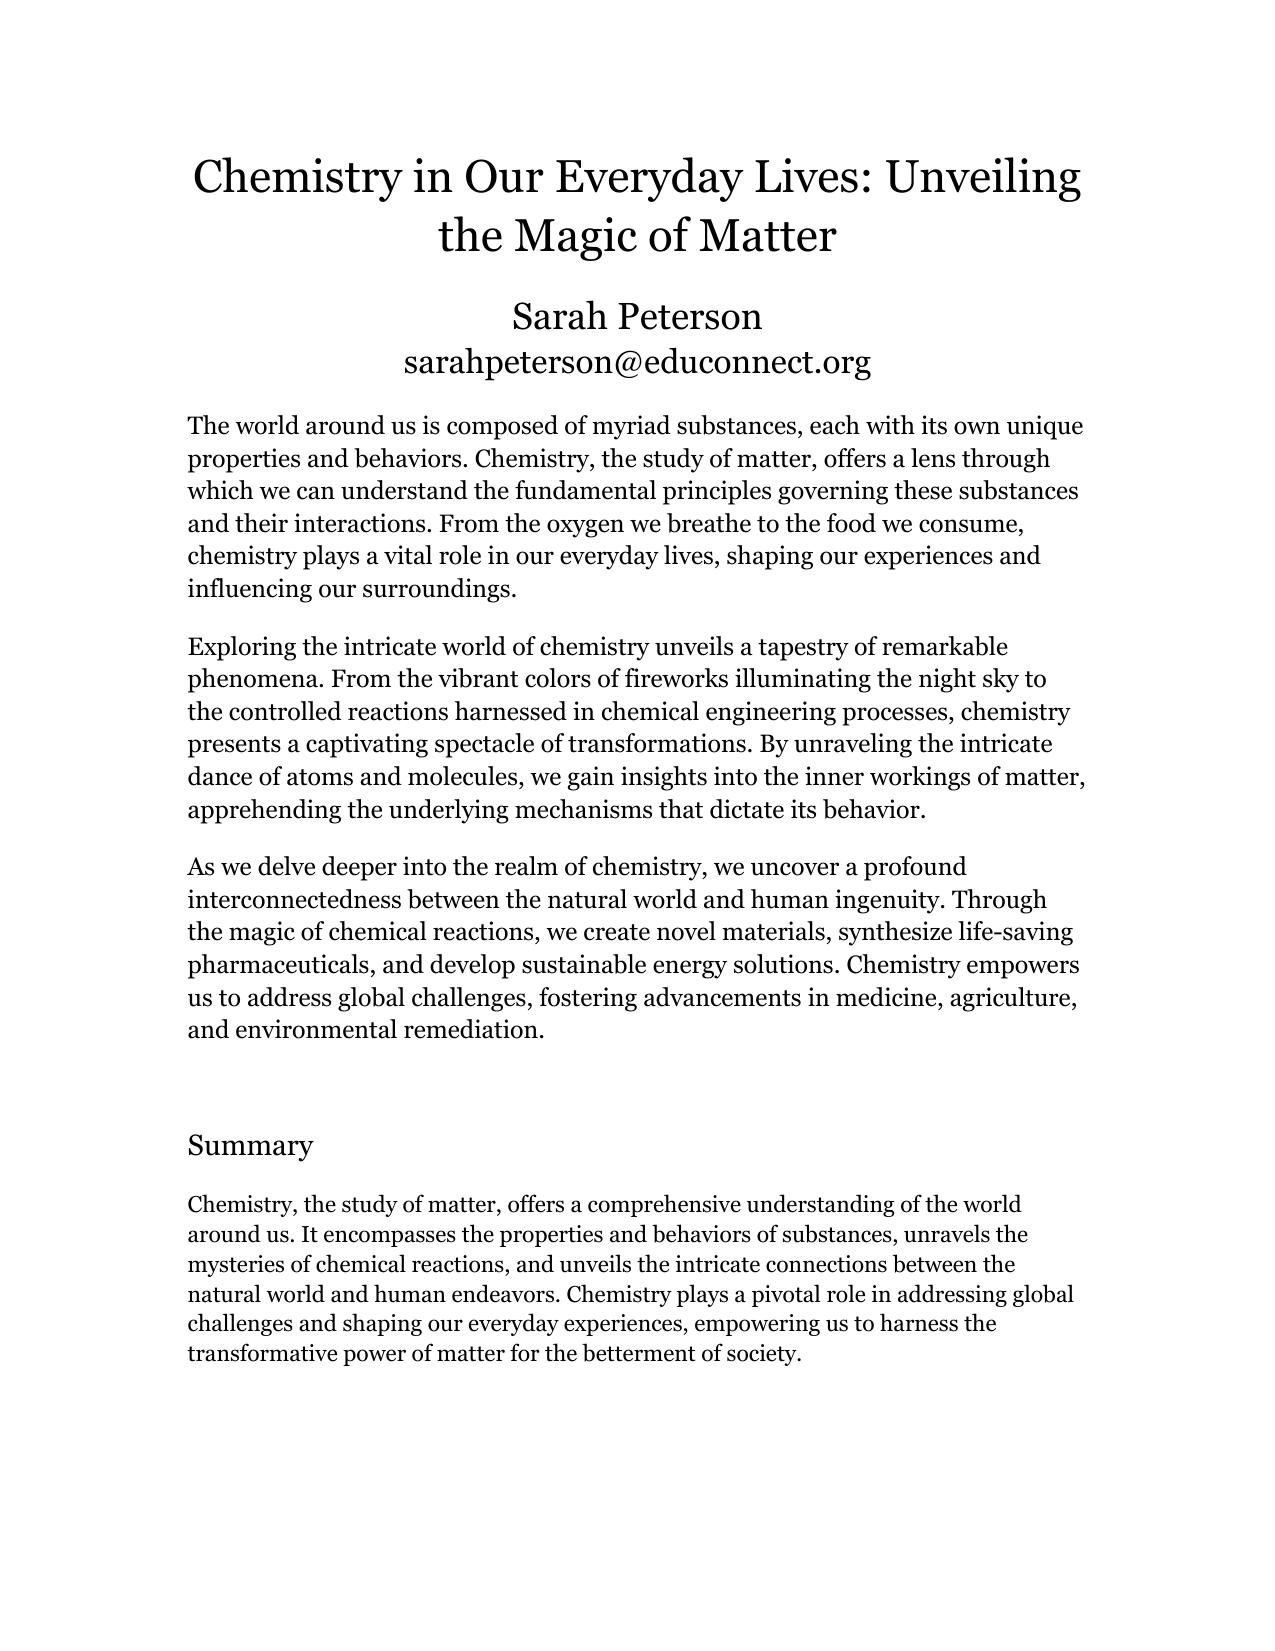 Chemistry in Our Everyday Lives: Unveiling
the Magic of Matter
Sarah Peterson
sarahpeterson@educonnect.org
The world around us is composed of myriad substances, each with its own unique
properties and behaviors. Chemistry, the study of matter, offers a lens through
which we can understand the fundamental principles governing these substances
and their interactions. From the oxygen we breathe to the food we consume,
chemistry plays a vital role in our everyday lives, shaping our experiences and
influencing our surroundings.
Exploring the intricate world of chemistry unveils a tapestry of remarkable
phenomena. From the vibrant colors of fireworks illuminating the night sky to
the controlled reactions harnessed in chemical engineering processes, chemistry
presents a captivating spectacle of transformations. By unraveling the intricate
dance of atoms and molecules, we gain insights into the inner workings of matter,
apprehending the underlying mechanisms that dictate its behavior.
As we delve deeper into the realm of chemistry, we uncover a profound
interconnectedness between the natural world and human ingenuity. Through
the magic of chemical reactions, we create novel materials, synthesize life-saving
pharmaceuticals, and develop sustainable energy solutions. Chemistry empowers
us to address global challenges, fostering advancements in medicine, agriculture,
and environmental remediation.
Summary
Chemistry, the study of matter, offers a comprehensive understanding of the world
around us. It encompasses the properties and behaviors of substances, unravels the
mysteries of chemical reactions, and unveils the intricate connections between the
natural world and human endeavors. Chemistry plays a pivotal role in addressing global
challenges and shaping our everyday experiences, empowering us to harness the
transformative power of matter for the betterment of society.